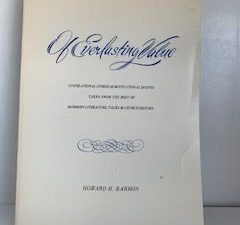 Of Everlasting Value
INSPIRATIONAL STORIES & MOTIVATIONAL QUOTES
TAKEN FROM THE BEST OF
MORMON LITERATURE, TALKS & CHURCH HISTORY
HOWARD H. BARRON